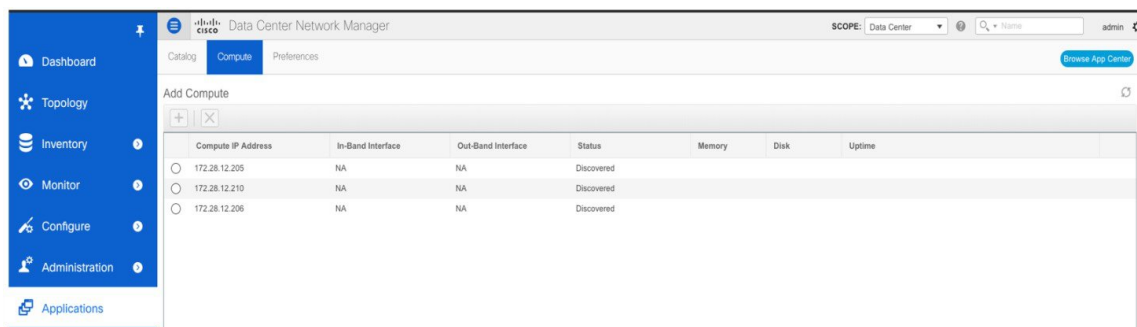 cisco Data Center Network Manager SCOPE: Data Center Name admin
Dashboard
Topology
Inventory
Monitor
Configure
Administration
Applications
Catalog Compute Preferences Browse App Center
Add Compute
Compute IP Address In-Band Interface Out-Band Interface Status Memory Disk Uptime
172.28.12.205 NA NA Discovered
172.28.12.210 NA NA Discovered
172.28.12.206 NA NA Discovered